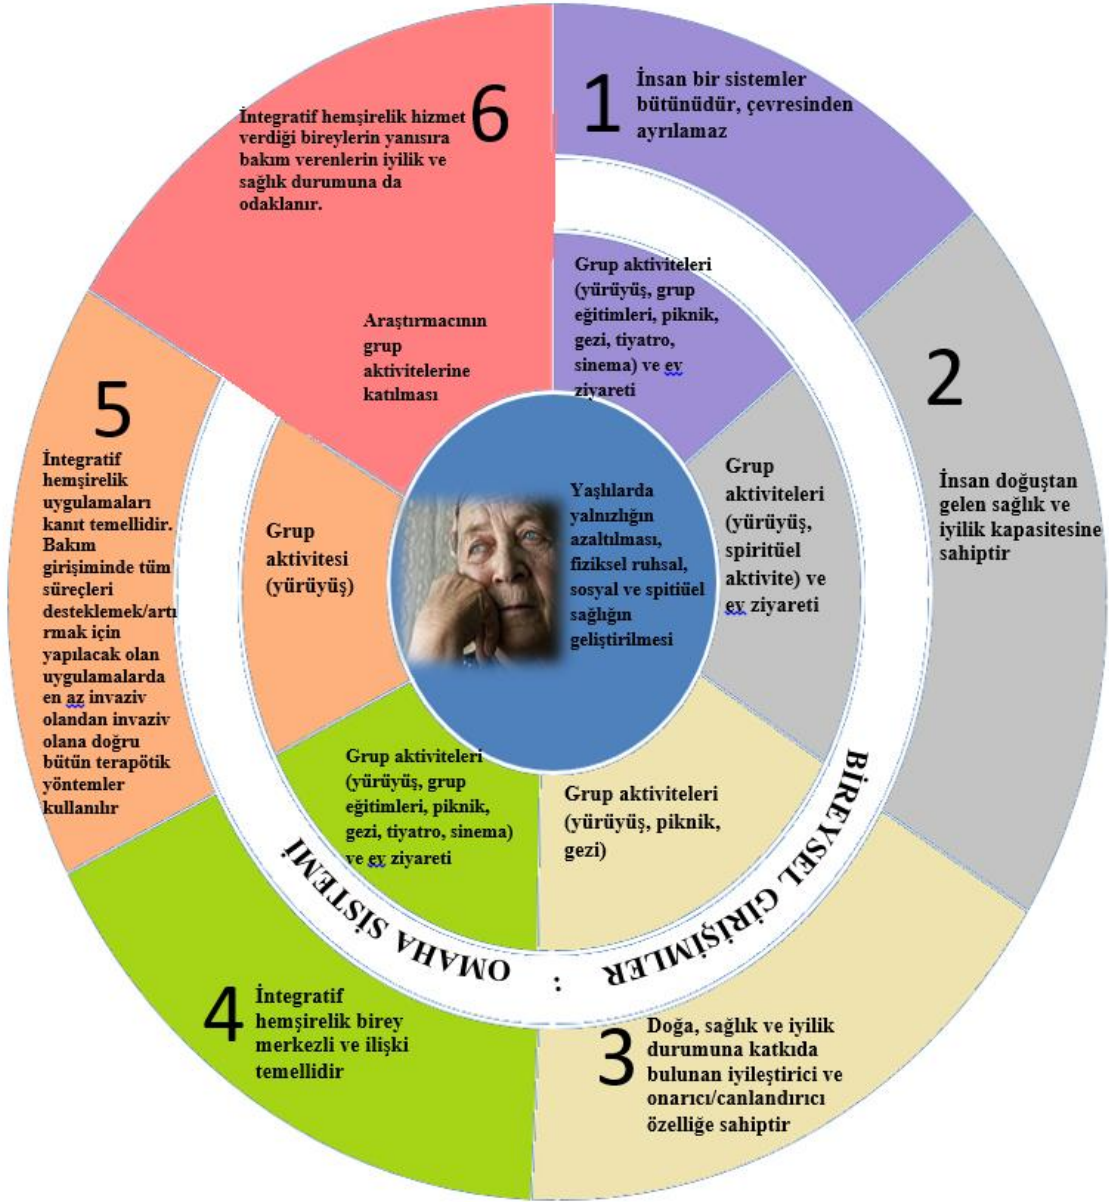 1
İnsan bir sistemler
bütünüdür, çevresinden
ayrılamaz
Grup aktiviteleri
(yürüyüş, grup
eğitimleri, piknik,
gezi, tiyatro,
sinema) ve ev
ziyareti
2
İnsan doğuştan
gelen sağlık ve
iyilik kapasitesine
sahiptir
Grup
aktiviteleri
(yürüyüş,
spiritüel
aktivite) ve
ev ziyareti
3
Doğa, sağlık ve iyilik
durumuna katkıda
bulunan iyileştirici ve
onarıcı/canlandırıcı
özelliğe sahiptir
Grup aktiviteleri
(yürüyüş, piknik,
gezi)
4
İntegratif
hemşirelik birey
merkezli ve ilişki
temellidir
Grup aktiviteleri
(yürüyüş, grup
eğitimleri, piknik,
gezi, tiyatro, sinema)
ve ev ziyareti
5
İntegratif
hemşirelik
uygulamaları
kanıt temellidir.
Bakım
girişiminde tüm
süreçleri
desteklemek/artı
rmak için
yapılacak olan
uygulamalarda
en az invaziv
olandan invaziv
olana doğru
bütün terapötik
yöntemler
kullanılır
Grup
aktivitesi
(yürüyüş)
6
İntegratif hemşirelik hizmet
verdiği bireylerin yanısıra
bakım verenlerin iyilik ve
sağlık durumuna da
odaklanır.
Araştırmacının
grup
aktivitelerine
katılması
Yaşlılarda
yalnızlığın
azaltılması,
fiziksel ruhsal,
sosyal ve spitiüel
sağlığın
geliştirilmesi
BİREYSEL GİRİŞİMLER : OMAHA SİSTEMİ